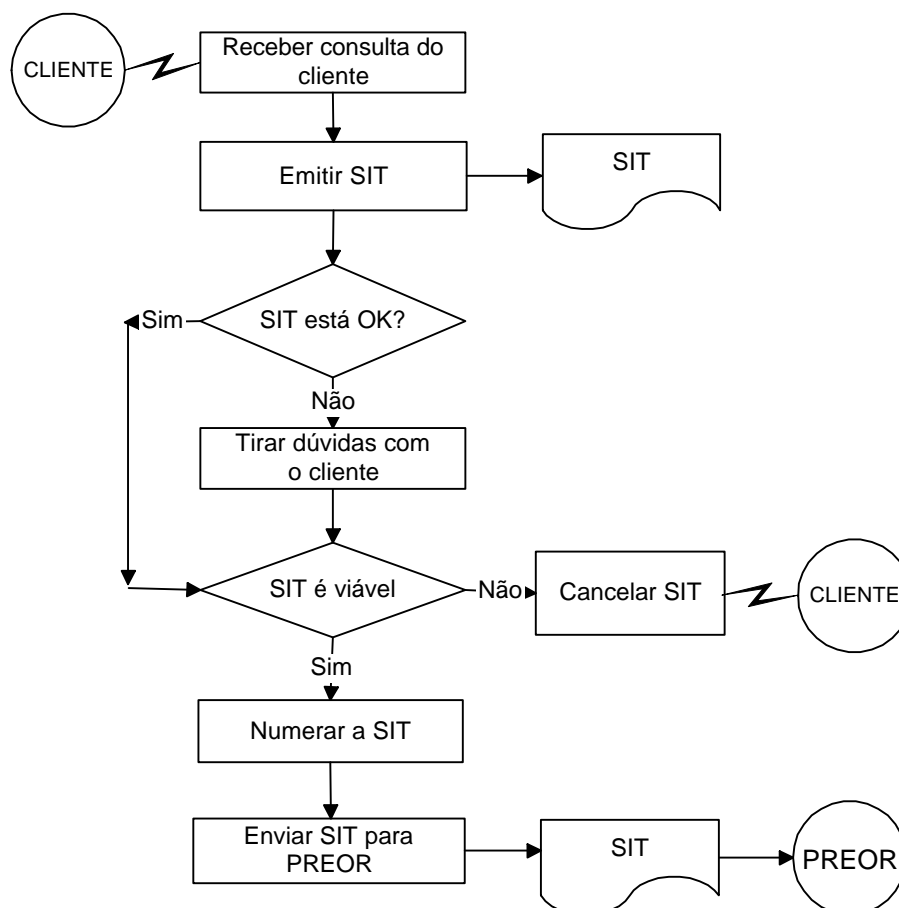 CLIENTE
Receber consulta do
cliente
Emitir SIT
SIT
SIT está OK?
Sim
Não
Tirar dúvidas com
o cliente
SIT é viável
Não
Cancelar SIT
CLIENTE
Sim
Numerar a SIT
Enviar SIT para
PREOR
SIT
PREOR